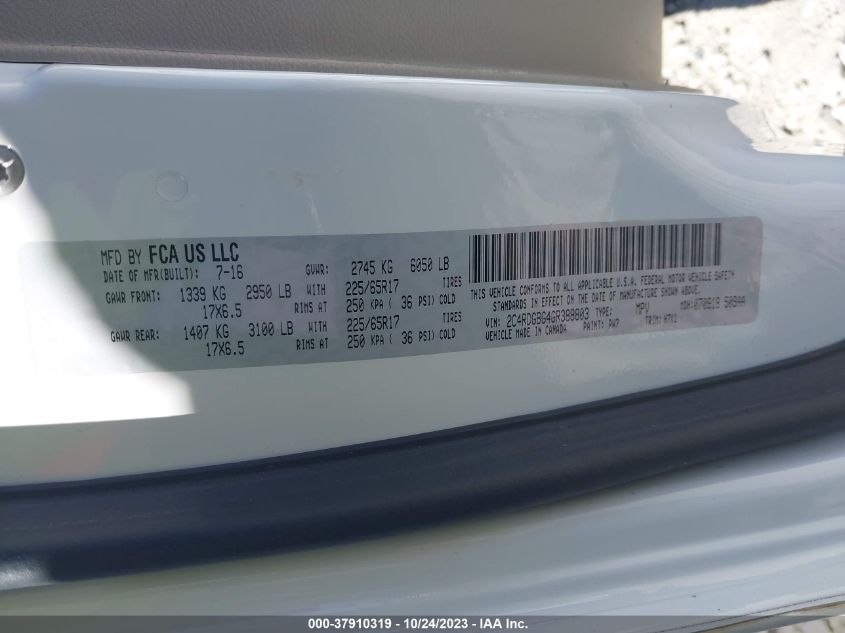 MFD BY FCA US LLC
DATE OF MFR(BUILT): 7-16 GVWR: 2745 KG 6050 LB
GAWR FRONT: 1339 KG 2950 LB WITH 225/65R17 TIRES
17X6.5 RIMS AT 250 KPA ( 36 PSI) COLD
GAWR REAR: 1407 KG 3100 LB WITH 225/65R17 TIRES
17X6.5 RIMS AT 250 KPA ( 36 PSI) COLD
THIS VEHICLE CONFORMS TO ALL APPLICABLE U.S.A. FEDERAL MOTOR VEHICLE SAFETY
STANDARDS IN EFFECT ON THE DATE OF MANUFACTURE SHOWN ABOVE.
VIN: 2C4RDGBG4GR388803 MPV MDH: 070619 509AA
VEHICLE MADE IN CANADA PAINT: PW7 TRIM:
000-37910319 - 10/24/2023 - IAA Inc.